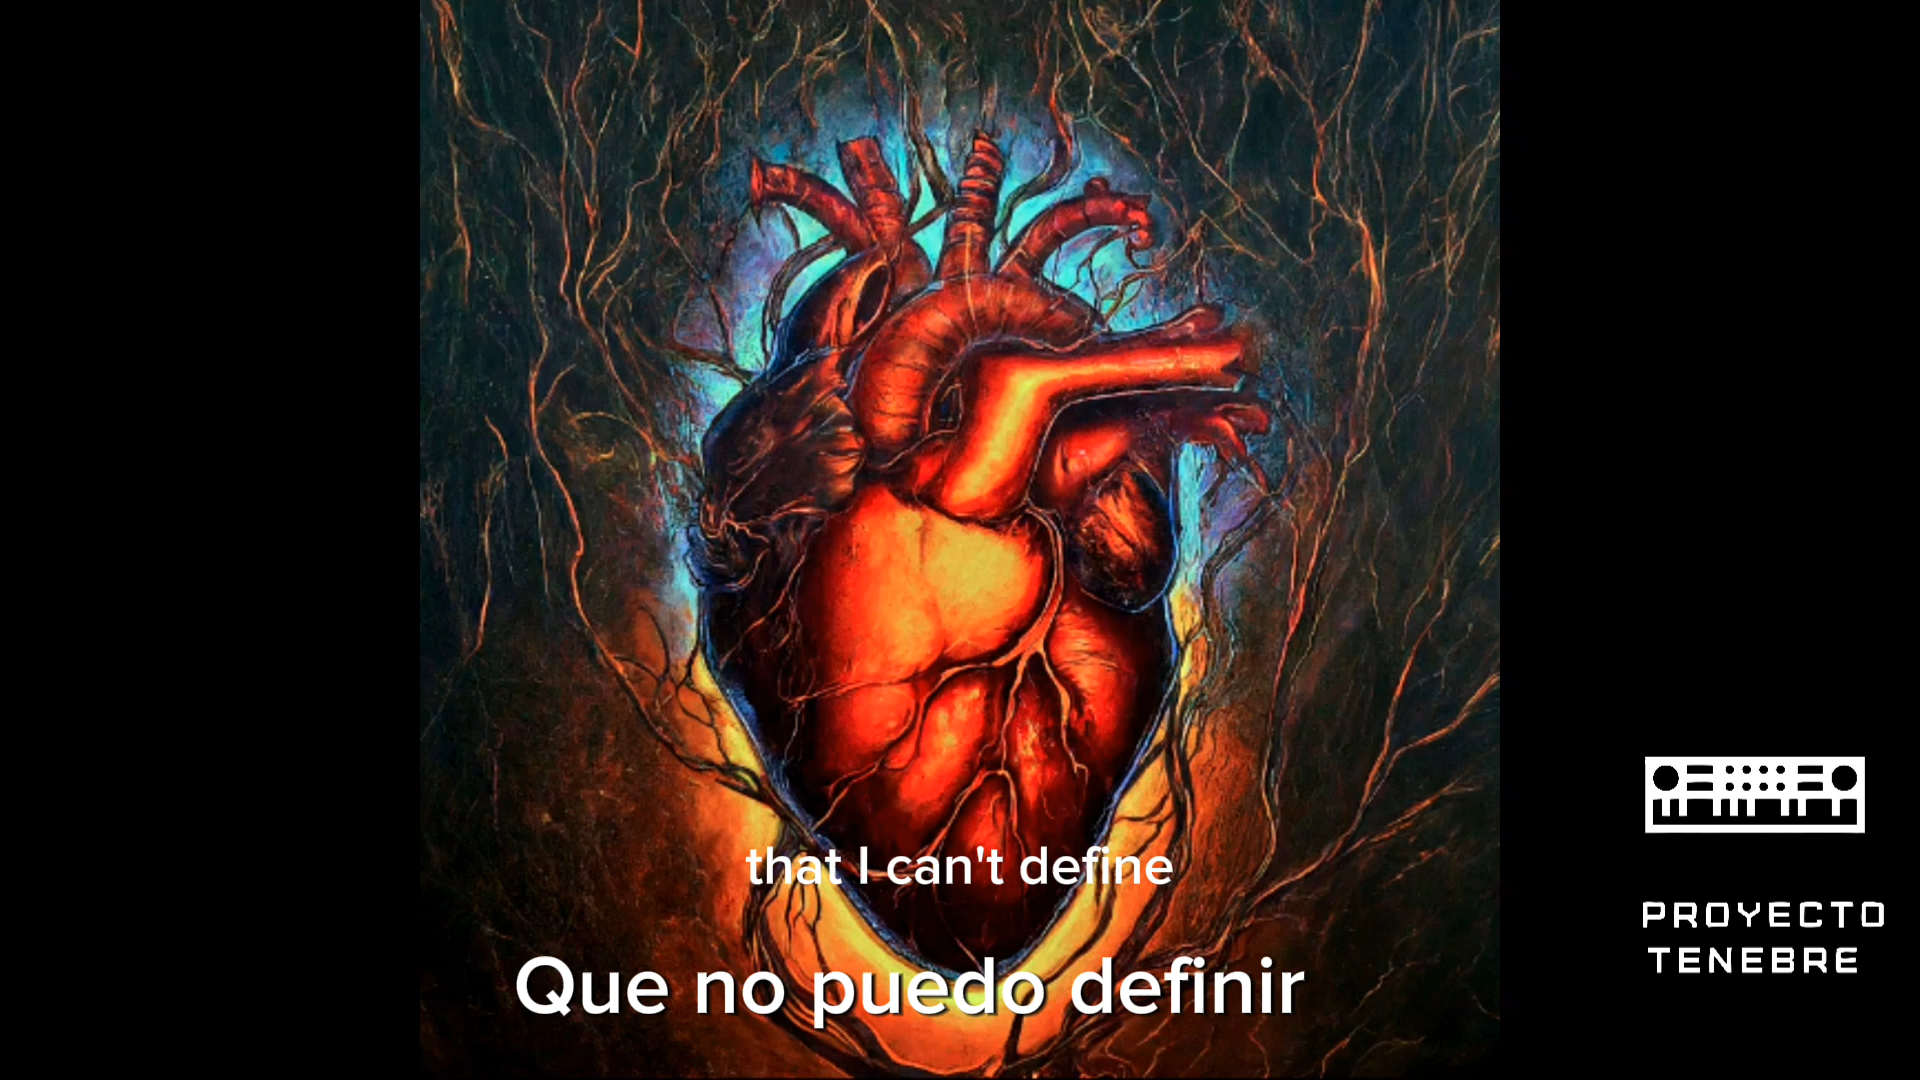 that I can't define
Que no puedo definir
PROYECTO
TENEBRE